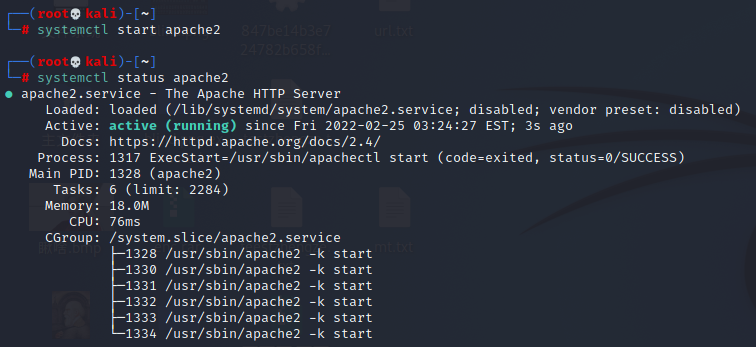 ┌──(root💀kali)-[~]
└─# systemctl start apache2
┌──(root💀kali)-[~]
└─# systemctl status apache2
● apache2.service - The Apache HTTP Server
Loaded: loaded (/lib/systemd/system/apache2.service; disabled; vendor preset: disabled)
Active: active (running) since Fri 2022-02-25 03:24:27 EST; 3s ago
Docs: https://httpd.apache.org/docs/2.4/
Process: 1317 ExecStart=/usr/sbin/apachectl start (code=exited, status=0/SUCCESS)
Main PID: 1328 (apache2)
Tasks: 6 (limit: 2284)
Memory: 18.0M
CPU: 76ms
CGroup: /system.slice/apache2.service
├─1328 /usr/sbin/apache2 -k start
├─1330 /usr/sbin/apache2 -k start
├─1331 /usr/sbin/apache2 -k start
├─1332 /usr/sbin/apache2 -k start
├─1333 /usr/sbin/apache2 -k start
└─1334 /usr/sbin/apache2 -k start